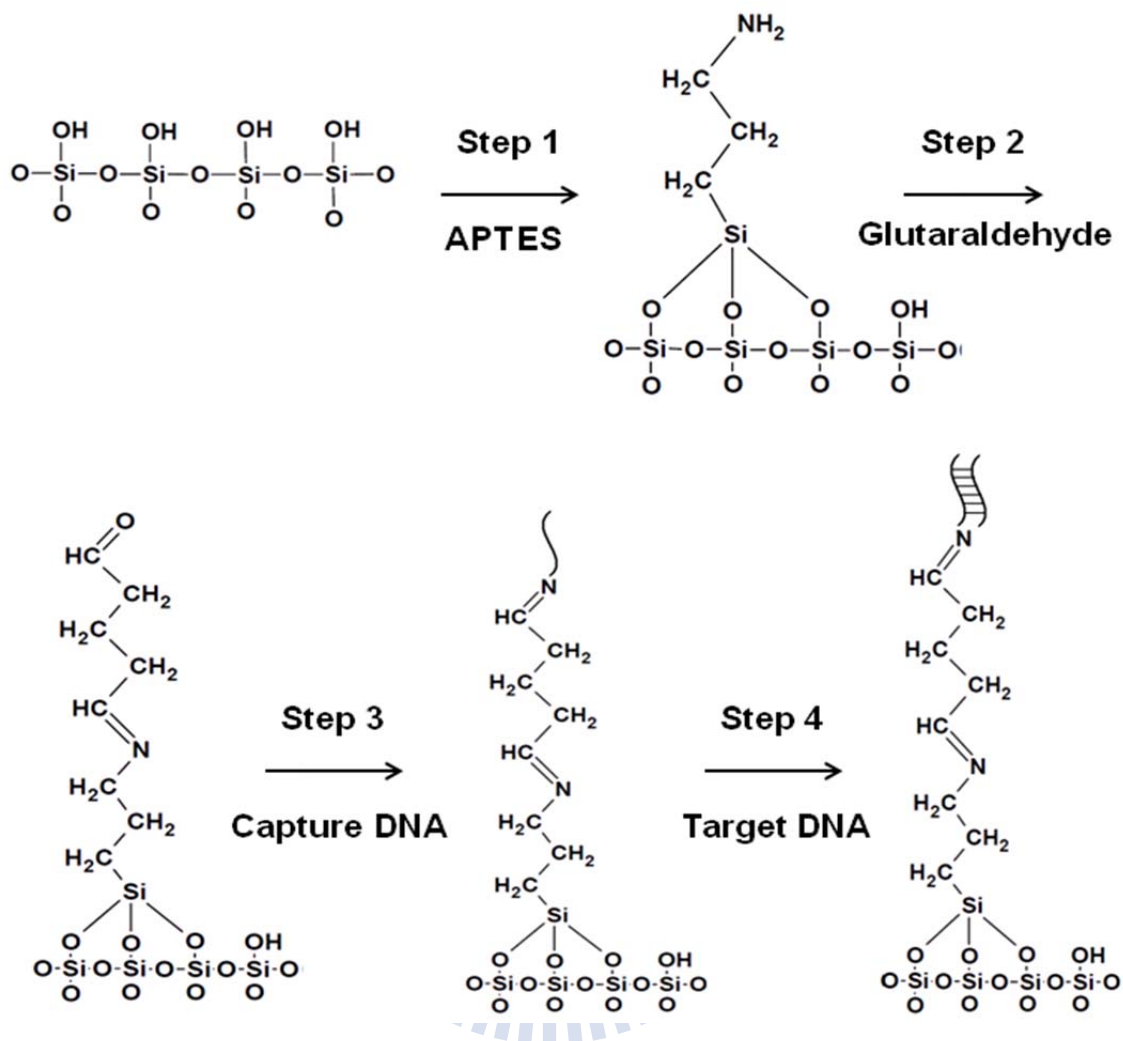 NH₂
H₂C
OH OH OH OH
CH₂
Step 1
Step 2
O–Si–O–Si–O–Si–O–Si–O
H₂C
O O O O
APTES
Si
Glutaraldehyde
O O O OH
O–Si–O–Si–O–Si–O–Si–O
O O O O
O
HC
CH₂
H₂C
CH₂
HC
N
H₂C
CH₂
H₂C
Si
O O O OH
O-Si-O-Si-O-Si-O-Si-O
O O O O
Step 3
Capture DNA
N
HC
CH₂
H₂C
CH₂
HC
N
H₂C
CH₂
H₂C
Si
O O O OH
O-Si-O-Si-O-Si-O-Si-O
O O O O
Step 4
Target DNA
N
HC
CH₂
H₂C
CH₂
HC
N
H₂C
CH₂
H₂C
Si
O O O OH
O-Si-O-Si-O-Si-O-Si-O
O O O O